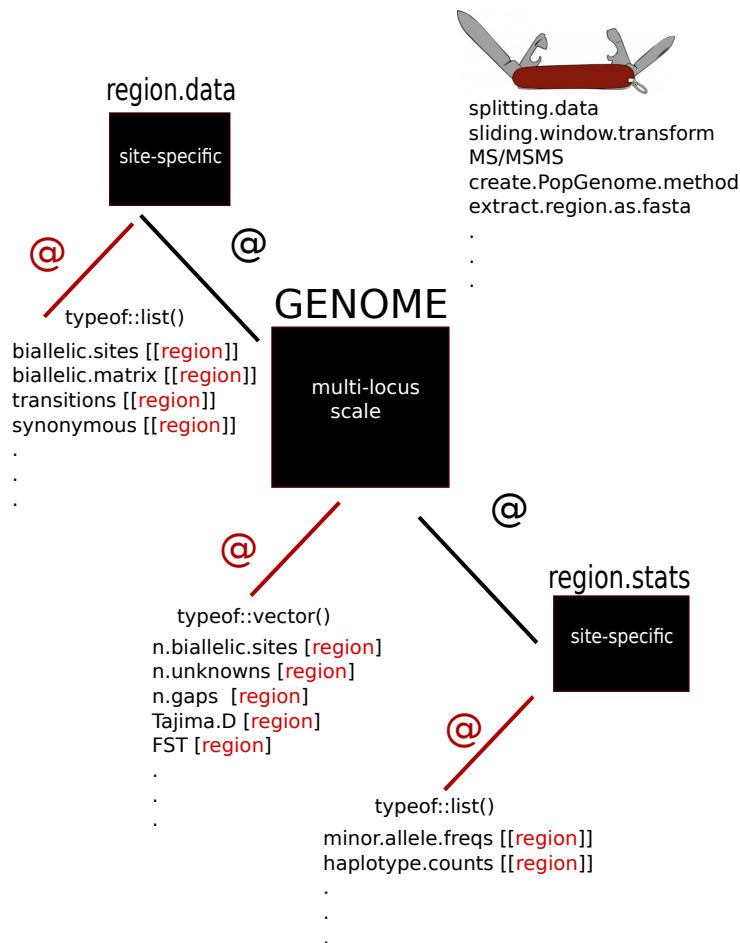 region.data
site-specific
splitting.data
sliding.window.transform
MS/MSMS
create.PopGenome.method
extract.region.as.fasta
.
.
.
@
@
typeof::list()
biallelic.sites [[region]]
biallelic.matrix [[region]]
transitions [[region]]
synonymous [[region]]
.
.
.
GENOME
multi-locus
scale
@
@
typeof::vector()
n.biallelic.sites [region]
n.unknowns [region]
n.gaps [region]
Tajima.D [region]
FST [region]
.
.
.
region.stats
site-specific
@
typeof::list()
minor.allele.freqs [[region]]
haplotype.counts [[region]]
.
.
.